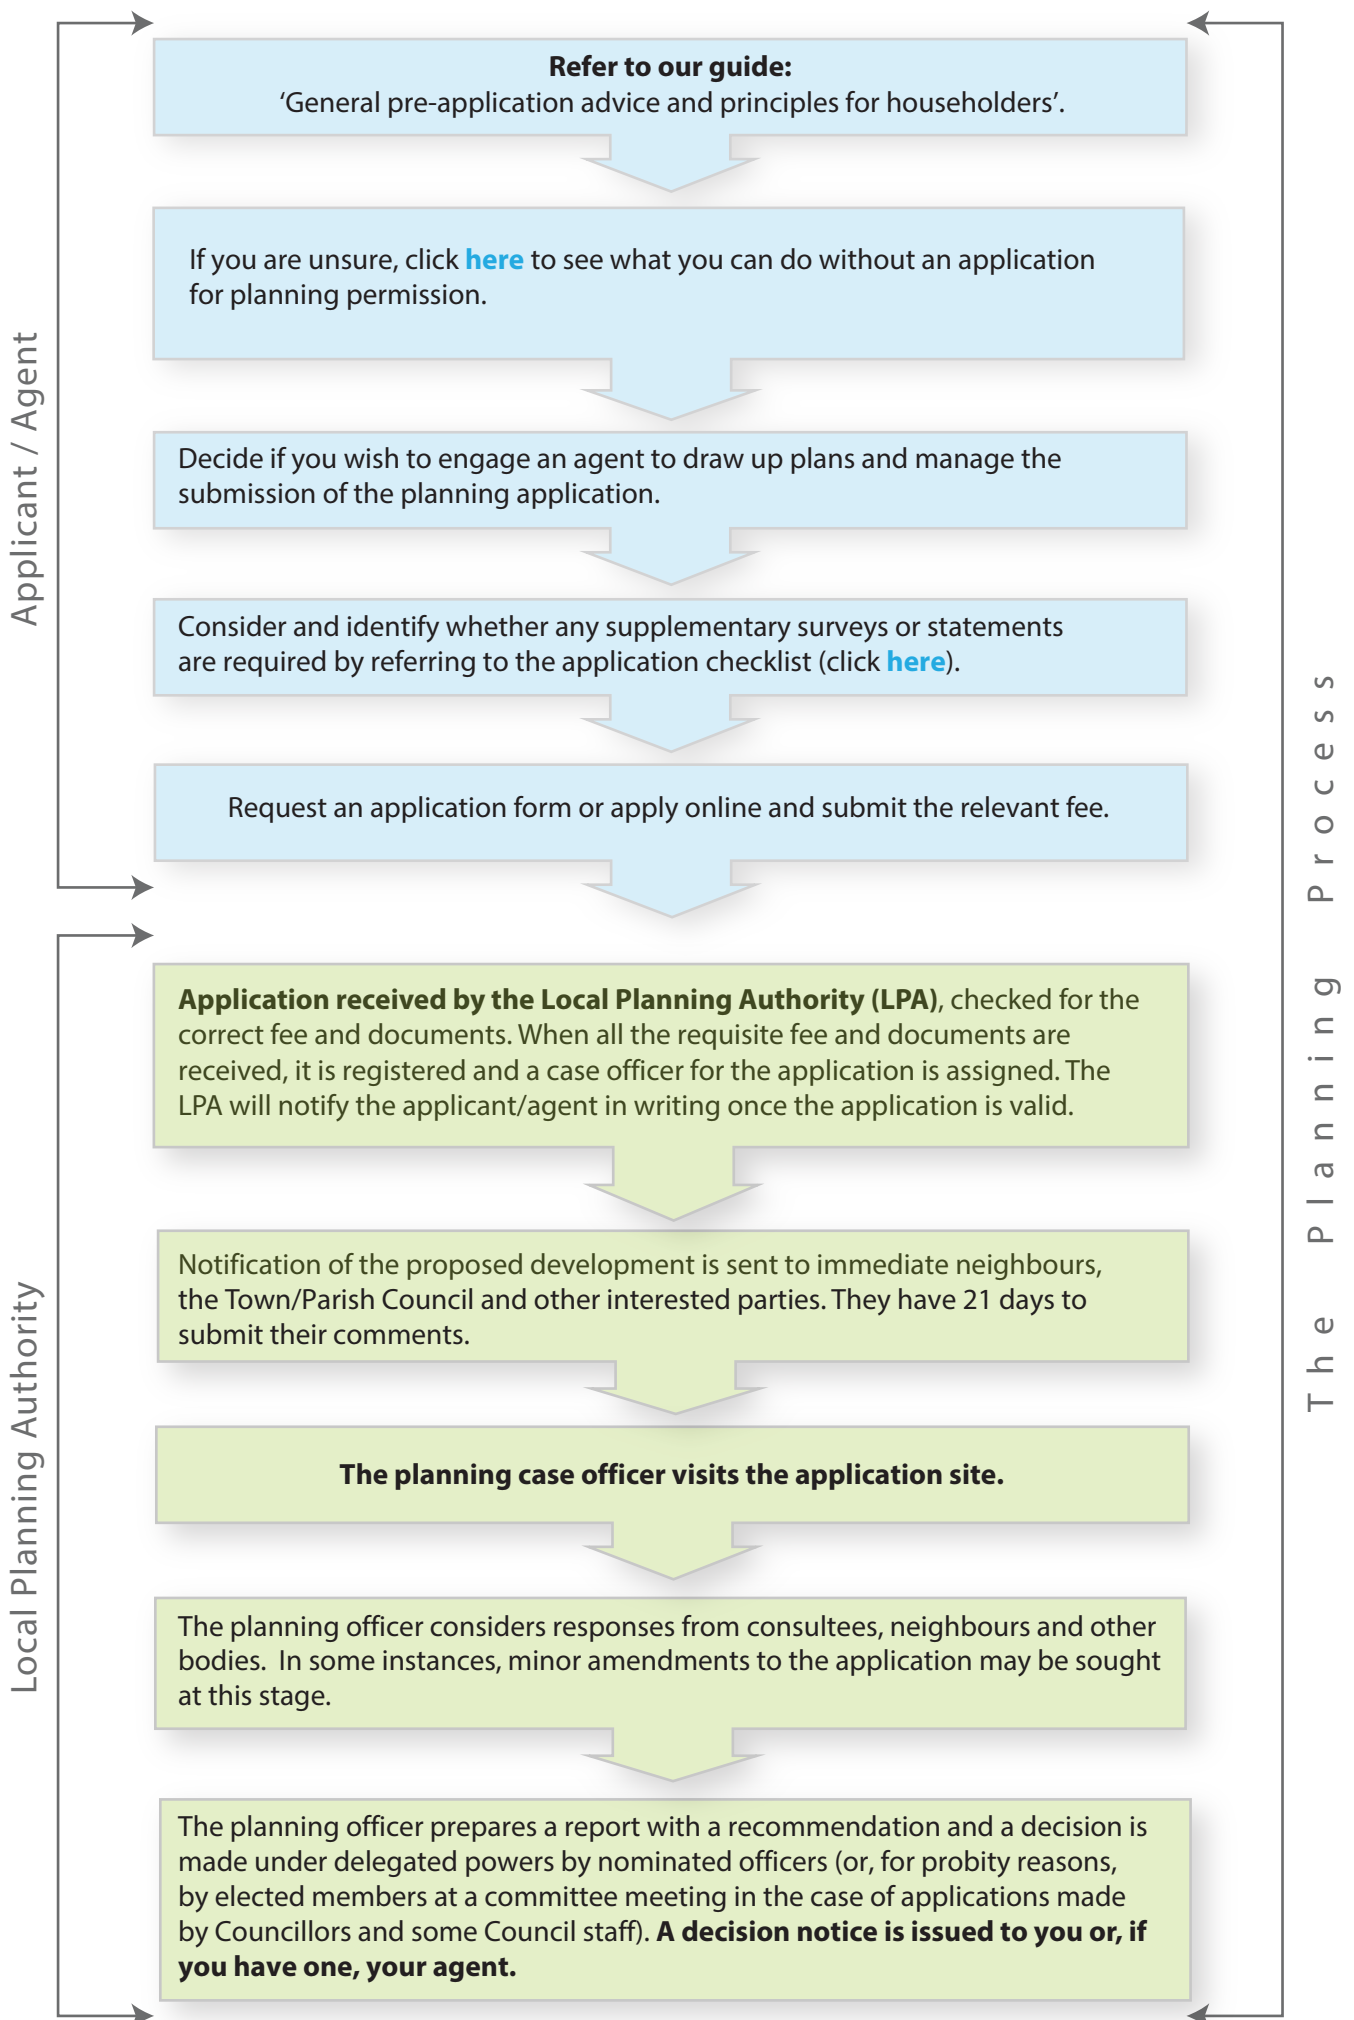 Refer to our guide:
‘General pre-application advice and principles for householders’.
If you are unsure, click here to see what you can do without an application
for planning permission.
Decide if you wish to engage an agent to draw up plans and manage the
submission of the planning application.
Consider and identify whether any supplementary surveys or statements
are required by referring to the application checklist (click here).
Request an application form or apply online and submit the relevant fee.
Applicant / Agent
Application received by the Local Planning Authority (LPA), checked for the
correct fee and documents. When all the requisite fee and documents are
received, it is registered and a case officer for the application is assigned. The
LPA will notify the applicant/agent in writing once the application is valid.
Notification of the proposed development is sent to immediate neighbours,
the Town/Parish Council and other interested parties. They have 21 days to
submit their comments.
The planning case officer visits the application site.
The planning officer considers responses from consultees, neighbours and other
bodies.  In some instances, minor amendments to the application may be sought
at this stage.
The planning officer prepares a report with a recommendation and a decision is
made under delegated powers by nominated officers (or, for probity reasons,
by elected members at a committee meeting in the case of applications made
by Councillors and some Council staff). A decision notice is issued to you or, if
you have one, your agent.
Local Planning Authority
The Planning Process